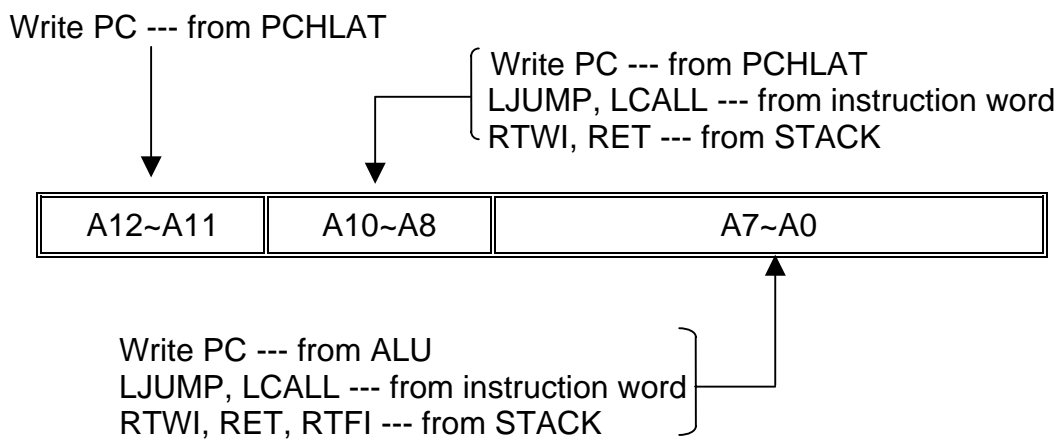 Write PC --- from PCHLAT
Write PC --- from PCHLAT
LJUMP, LCALL --- from instruction word
RTWI, RET --- from STACK
A12~A11 A10~A8 A7~A0
Write PC --- from ALU
LJUMP, LCALL --- from instruction word
RTWI, RET, RTFI --- from STACK